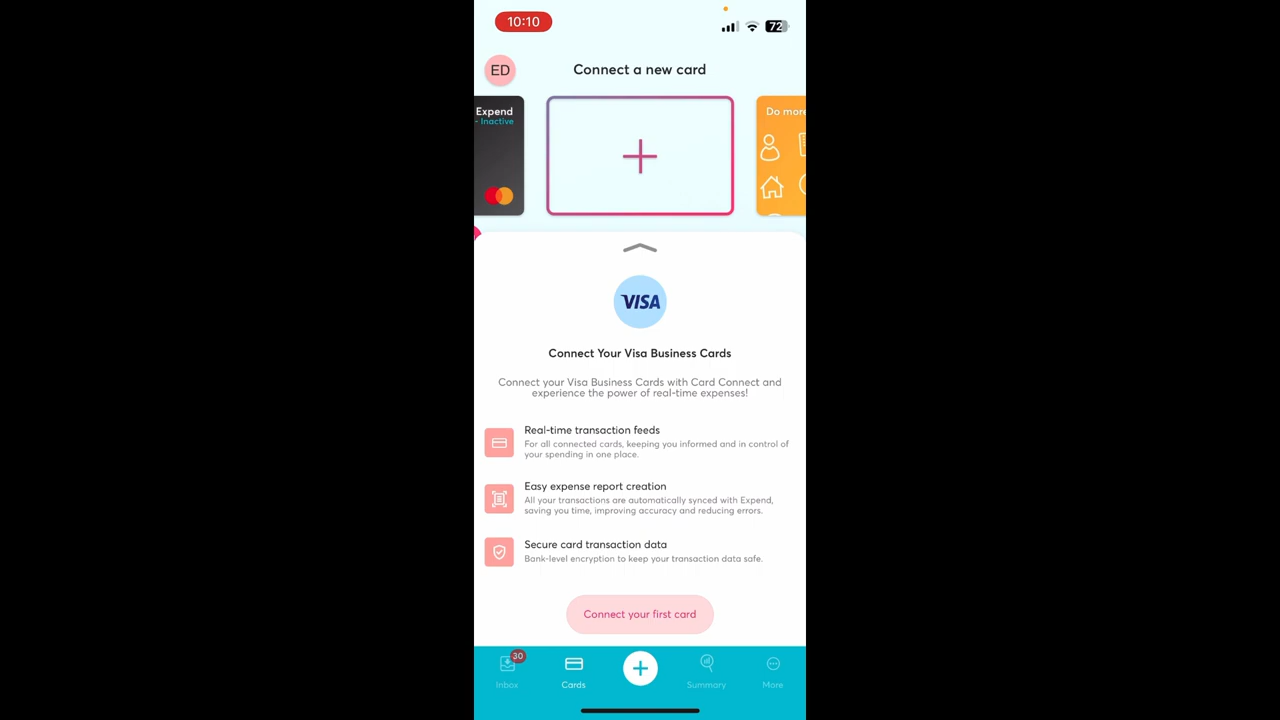 10:10
72
ED
Connect a new card
Expend
- Inactive
Do more
VISA
Connect Your Visa Business Cards
Connect your Visa Business Cards with Card Connect and
experience the power of real-time expenses!
Real-time transaction feeds
For all connected cards, keeping you informed and in control of
your spending in one place.
Easy expense report creation
All your transactions are automatically synced with Expend,
saving you time, improving accuracy and reducing errors.
Secure card transaction data
Bank-level encryption to keep your transaction data safe.
Connect your first card
30
Inbox
Cards
Summary
More